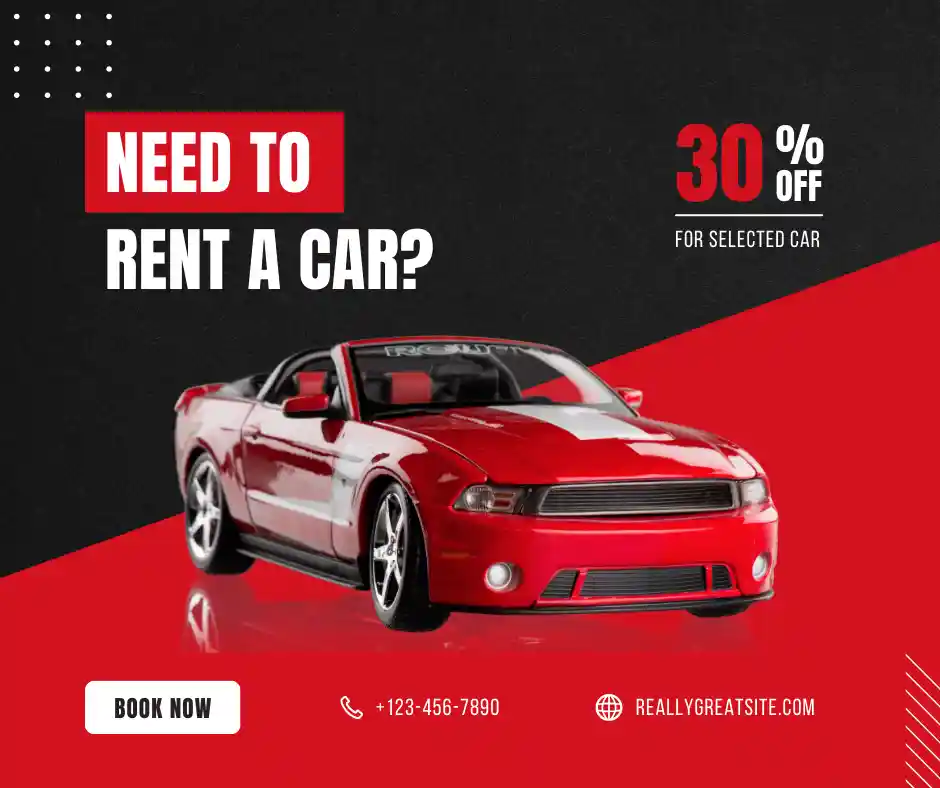 NEED TO
RENT A CAR?
30 % OFF
FOR SELECTED CAR
BOOK NOW
+123-456-7890
REALLYGREATSITE.COM